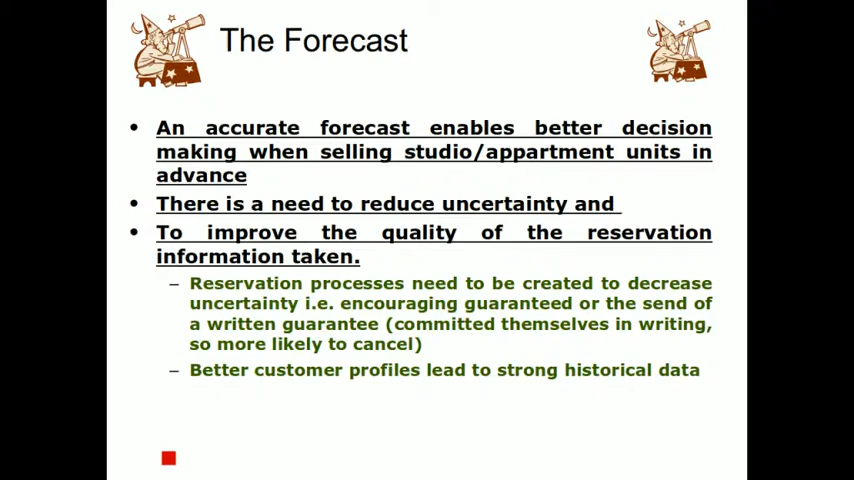 The Forecast
• An accurate forecast enables better decision
making when selling studio/appartment units in
advance
• There is a need to reduce uncertainty and
• To improve the quality of the reservation
information taken.
– Reservation processes need to be created to decrease
uncertainty i.e. encouraging guaranteed or the send of
a written guarantee (committed themselves in writing,
so more likely to cancel)
– Better customer profiles lead to strong historical data